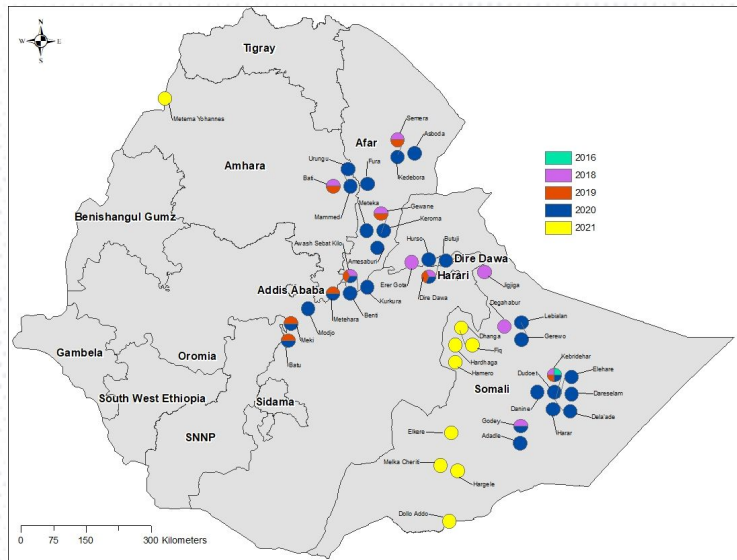 N
W E
S
Tigray
Metema Yohannes
Semera
Asboda
Afar
Urungu
Fura
Kedebora
Amhara
Bati
Mammed
Meteka
Gewane
Keroma
Benishangul Gumz
Awash Sebat Kilo
Amesaburi
Hurso
Butuji
Dire Dawa
Harari
Jigjiga
Addis Ababa
Erer Gota
Dire Dawa
Kurkura
Benti
Metehara
Modjo
Meki
Batu
Degahabur
Lebialan
Gerewo
Dhanga
Fiq
Hardhaga
Hemero
Gambela
Oromia
South West Ethiopia
Sidama
SNNP
Somali
Kebridehar
Dudoet
Elehare
Dareselam
Danine
Dela'ade
Harar
Godey
Adadle
Elkere
Melka Cheriti
Hargele
Dollo Addo
2016
2018
2019
2020
2021
0 75 150 300 Kilometers